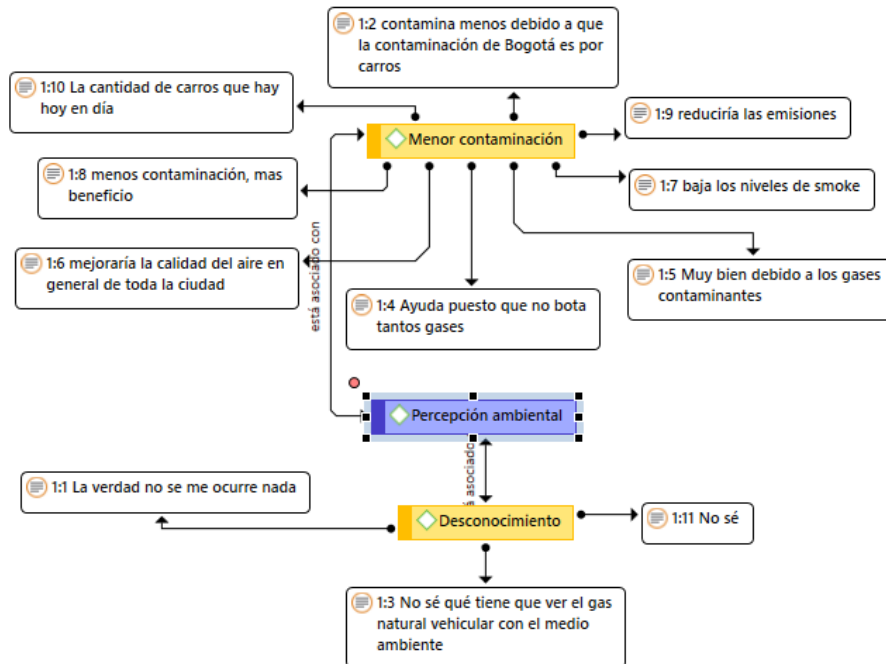 1:2 contamina menos debido a que
la contaminación de Bogotá es por
carros
1:10 La cantidad de carros que hay
hoy en día
1:9 reduciría las emisiones
Menor contaminación
1:8 menos contaminación, mas
beneficio
1:7 baja los niveles de smoke
1:6 mejoraría la calidad del aire en
general de toda la ciudad
está asociado con
1:5 Muy bien debido a los gases
contaminantes
1:4 Ayuda puesto que no bota
tantos gases
Percepción ambiental
asociado
1:1 La verdad no se me ocurre nada
Desconocimiento
1:11 No sé
1:3 No sé qué tiene que ver el gas
natural vehicular con el medio
ambiente